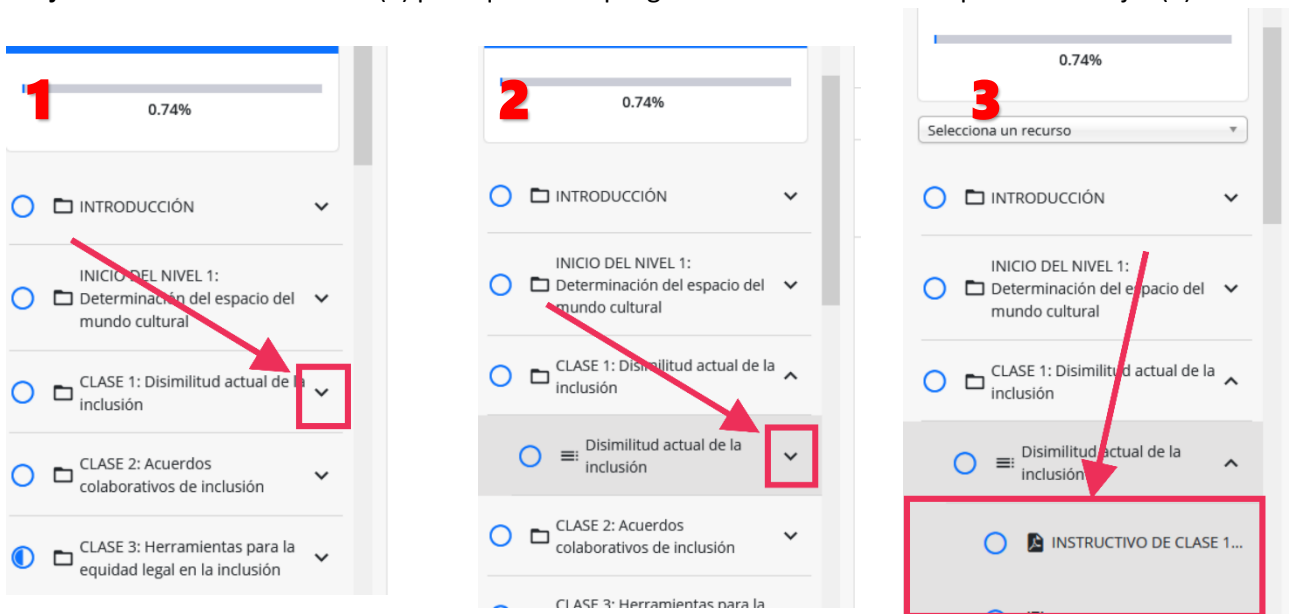 1
0.74%
INTRODUCCIÓN
INICIO DEL NIVEL 1:
Determinación del espacio del
mundo cultural
CLASE 1: Disimilitud actual de la
inclusión
CLASE 2: Acuerdos
colaborativos de inclusión
CLASE 3: Herramientas para la
equidad legal en la inclusión
2
0.74%
INTRODUCCIÓN
INICIO DEL NIVEL 1:
Determinación del espacio del
mundo cultural
CLASE 1: Disimilitud actual de la
inclusión
Disimilitud actual de la
inclusión
CLASE 2: Acuerdos
colaborativos de inclusión
CLASE 3: Herramientas para la
3
0.74%
Selecciona un recurso
INTRODUCCIÓN
INICIO DEL NIVEL 1:
Determinación del espacio del
mundo cultural
CLASE 1: Disimilitud actual de la
inclusión
Disimilitud actual de la
inclusión
INSTRUCTIVO DE CLASE 1...